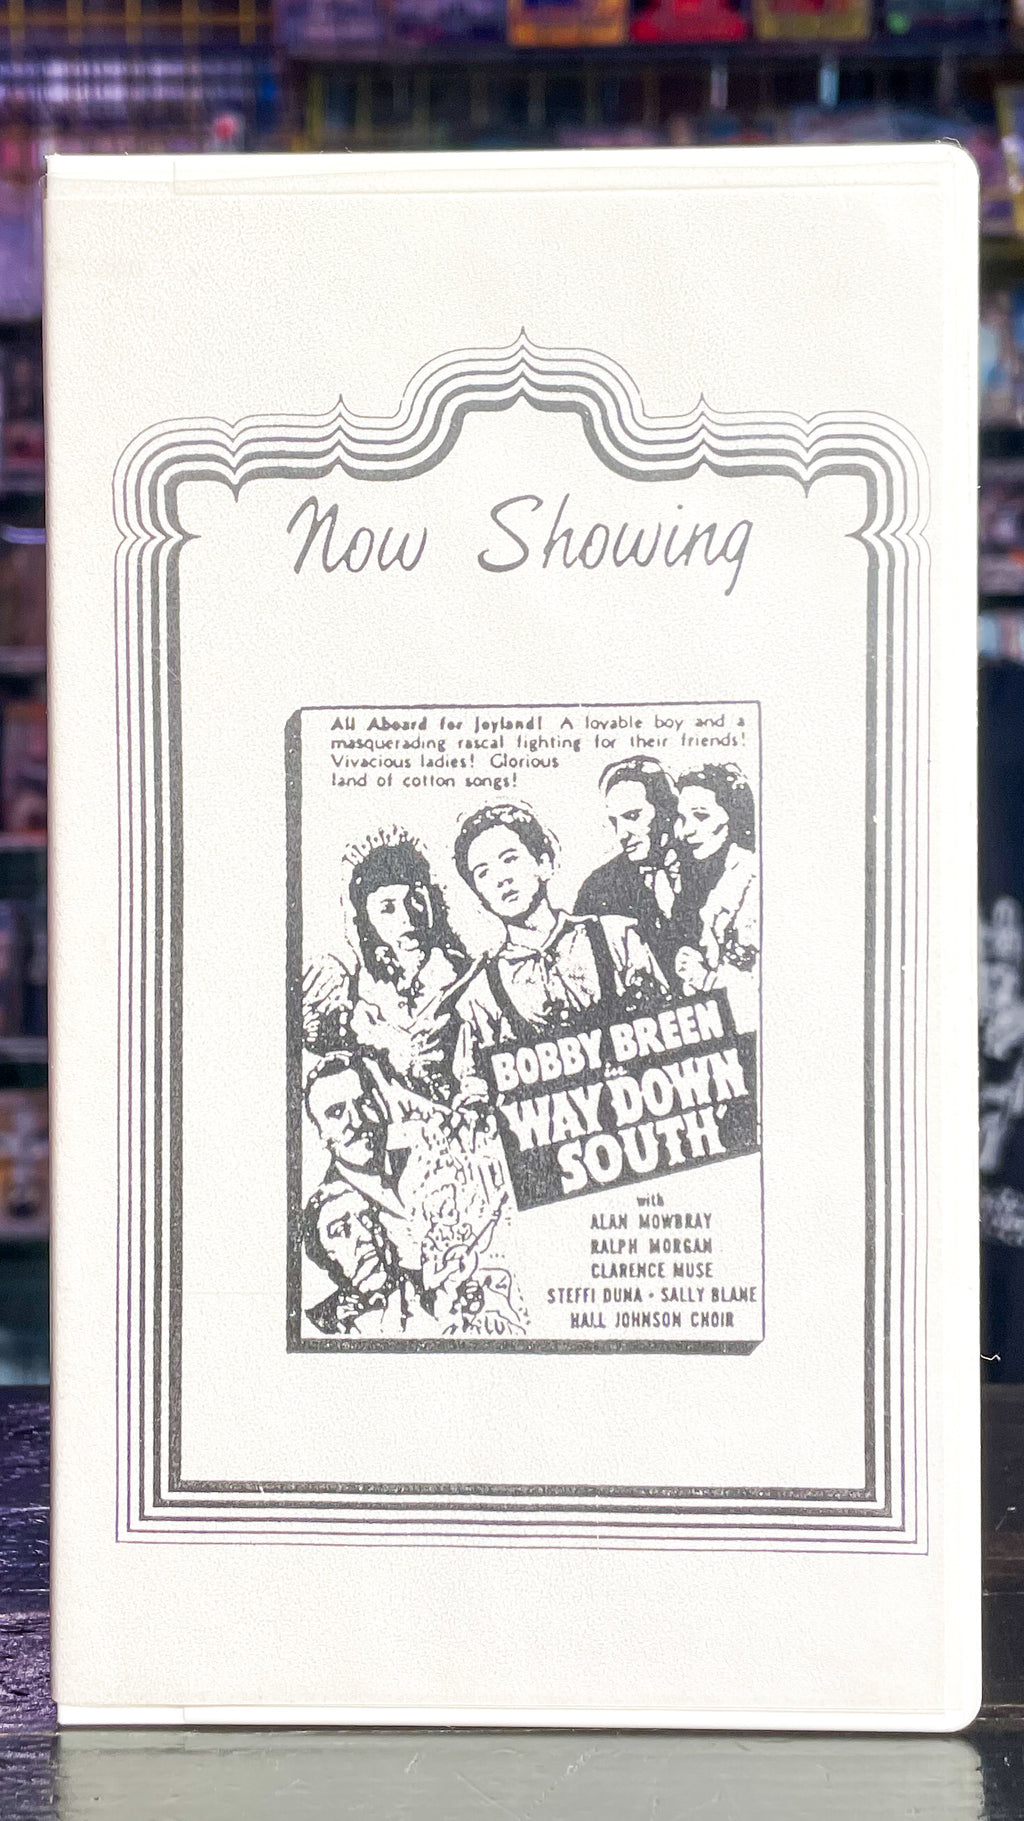 Now Showing
All Aboard for Joyland! A lovable boy and a
masquerading rascal fighting for their friends!
Vivacious ladies! Glorious
land of cotton songs!
BOBBY BREEN
in
'WAY DOWN
SOUTH'
with
ALAN MOWBRAY
RALPH MORGAN
CLARENCE MUSE
STEFFI DUNA • SALLY BLANE
HALL JOHNSON CHOIR